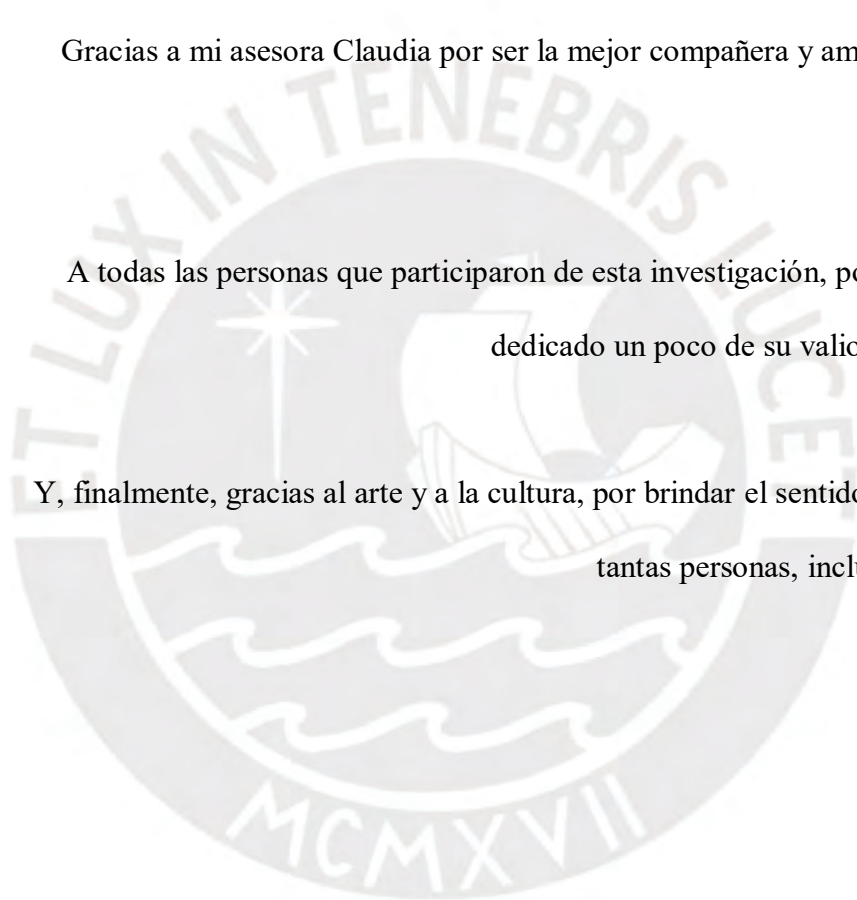 Gracias a mi asesora Claudia por ser la mejor compañera y am
A todas las personas que participaron de esta investigación, po
dedicado un poco de su valio
Y, finalmente, gracias al arte y a la cultura, por brindar el sentido
tantas personas, inclu
ET LUX IN TENEBRIS LUCET
MCMXVII